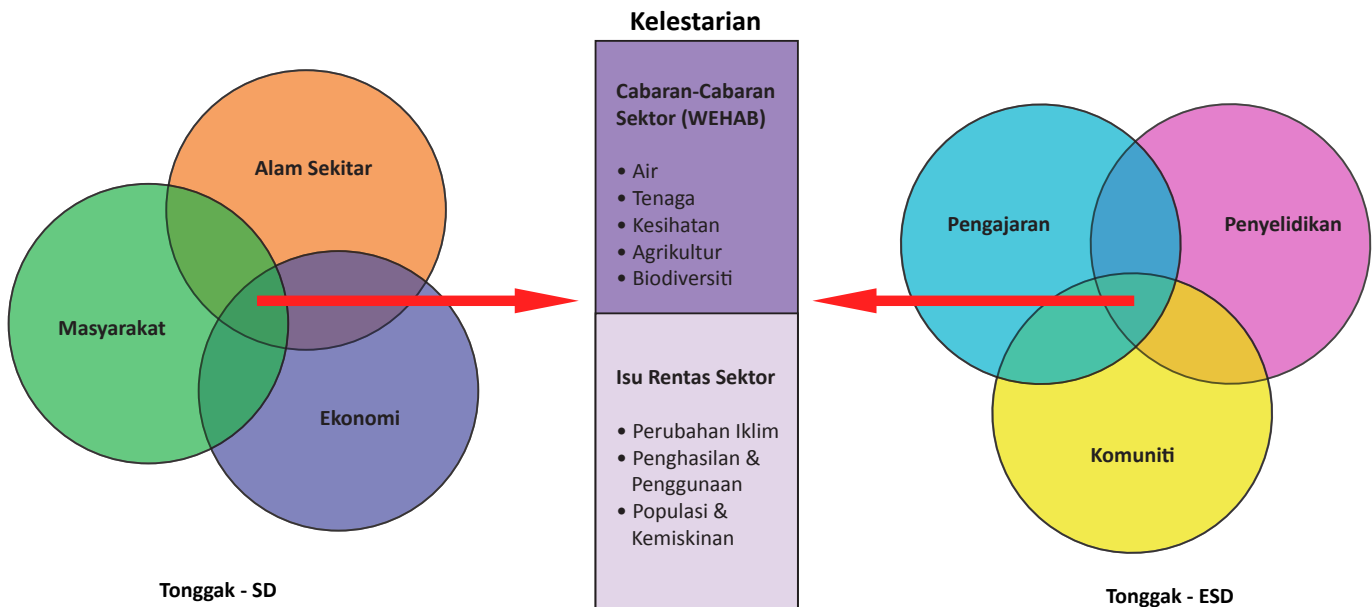 Kelestarian
Alam Sekitar
Masyarakat
Ekonomi
Tonggak - SD
Cabaran-Cabaran
Sektor (WEHAB)
• Air
• Tenaga
• Kesihatan
• Agrikultur
• Biodiversiti
Isu Rentas Sektor
• Perubahan Iklim
• Penghasilan &
Penggunaan
• Populasi &
Kemiskinan
Pengajaran
Penyelidikan
Komuniti
Tonggak - ESD